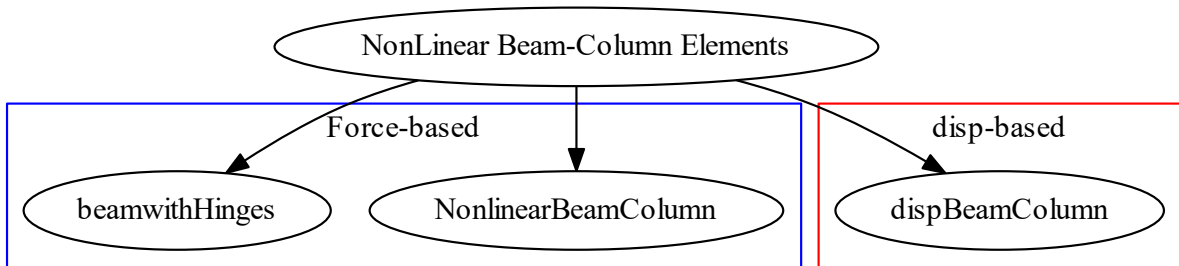 NonLinear Beam-Column Elements
Force-based
disp-based
beamwithHinges
NonlinearBeamColumn
dispBeamColumn